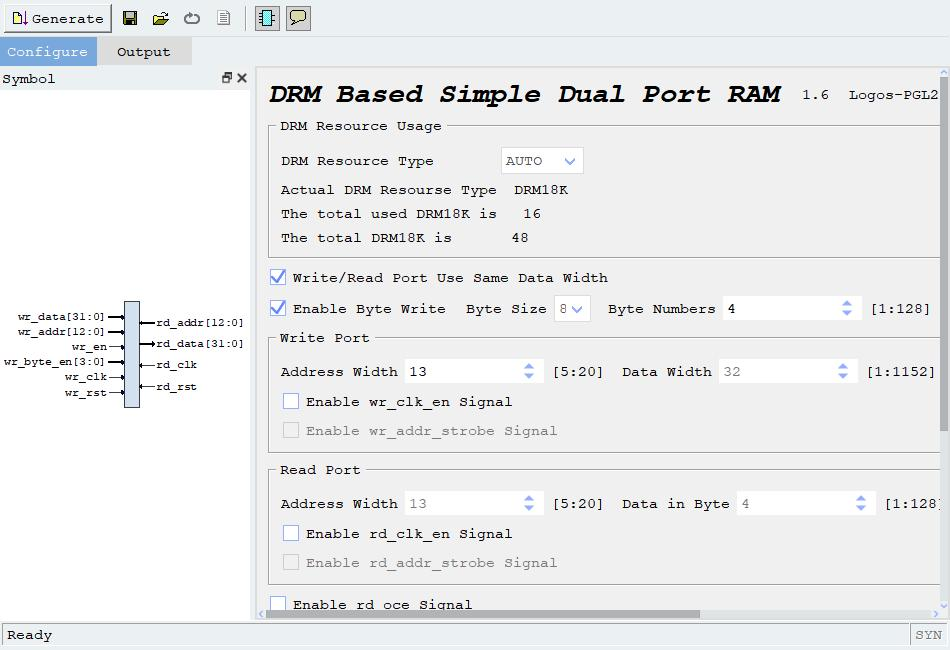 Generate
Configure Output
Symbol
DRM Based Simple Dual Port RAM 1.6 Logos-PGL2
DRM Resource Usage
DRM Resource Type AUTO
Actual DRM Resourse Type DRM18K
The total used DRM18K is 16
The total DRM18K is 48
Write/Read Port Use Same Data Width
Enable Byte Write Byte Size 8 Byte Numbers 4 [1:128]
Write Port
Address Width 13 [5:20] Data Width 32 [1:1152]
Enable wr_clk_en Signal
Enable wr_addr_strobe Signal
Read Port
Address Width 13 [5:20] Data in Byte 4 [1:128]
Enable rd_clk_en Signal
Enable rd_addr_strobe Signal
Enable rd_oce Signal
wr_data[31:0]
wr_addr[12:0]
wr_en
wr_byte_en[3:0]
wr_clk
wr_rst
rd_addr[12:0]
rd_data[31:0]
rd_clk
rd_rst
Ready SYN